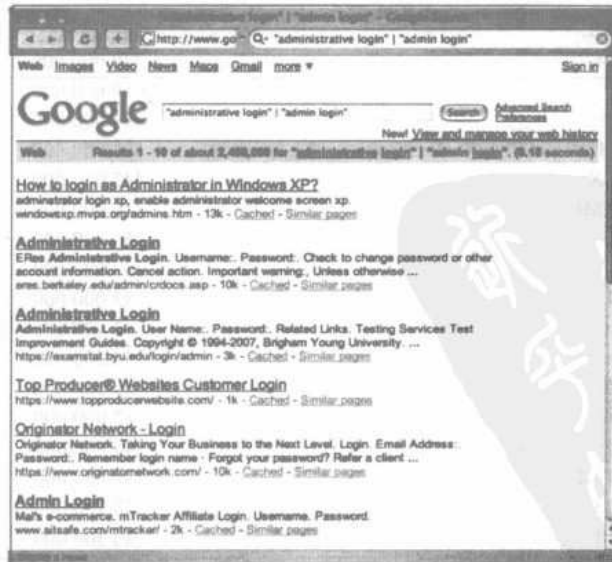 administrative login" | "admin login"
http://www.go "administrative login" | "admin login"
Web Images Video News Maps Gmail more ▼ Sign in
Google "administrative login" | "admin login" Search Advanced Search
Preferences
New! View and manage your web history
Web Results 1 - 10 of about 2,450,000 for "administrative login" | "admin login". (0.18 seconds)
How to login as Administrator in Windows XP?
adminstrator login xp, enable administrator welcome screen xp.
windowsxp.mvps.org/admins.htm - 13k - Cached - Similar pages
Administrative Login
ERes Administrative Login. Username:. Password:. Check to change password or other
account information. Cancel action. Important warning:, Unless otherwise ...
eres.berkeley.edu/admin/crdocs.asp - 10k - Cached - Similar pages
Administrative Login
Administrative Login. User Name:. Password:. Related Links. Testing Services Test
Improvement Guides. Copyright © 1994-2007, Brigham Young University. ...
https://examstat.byu.edu/login/admin - 3k - Cached - Similar pages
Top Producer® Websites Customer Login
https://www.topproducerwebsite.com/ - 1k - Cached - Similar pages
Originator Network - Login
Originator Network. Taking Your Business to the Next Level. Login. Email Address:.
Password:. Remember login name · Forgot your password? Refer a client ...
https://www.originatornetwork.com/ - 10k - Cached - Similar pages
Admin Login
Mal's e-commerce. mTracker Affiliate Login. Username. Password.
www.aitsafe.com/mtracker/ - 2k - Cached - Similar pages